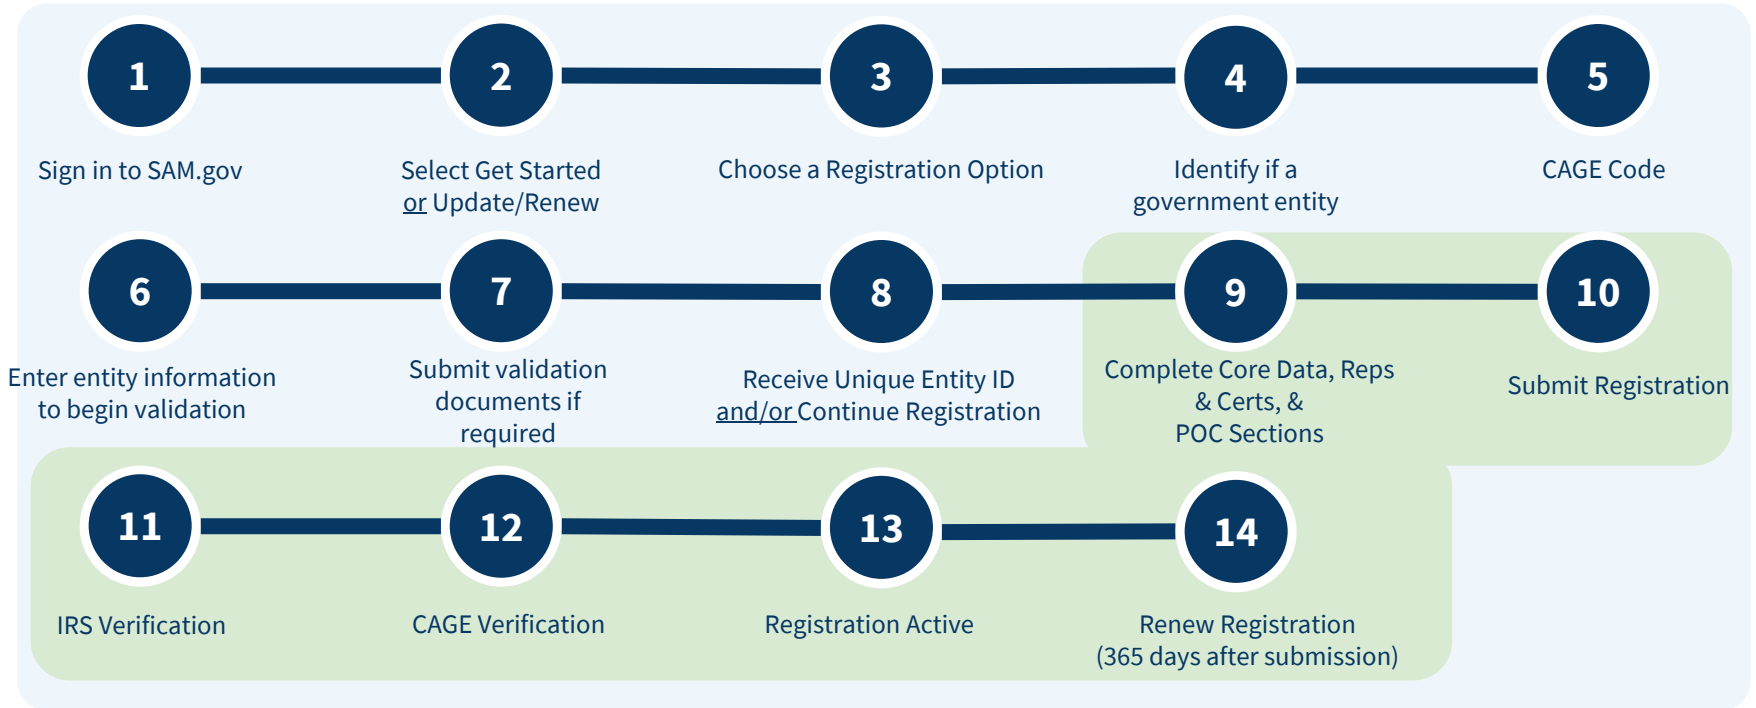 1
2
3
4
5
Sign in to SAM.gov
Select Get Started
or Update/Renew
Choose a Registration Option
Identify if a
government entity
CAGE Code
6
7
8
9
10
Enter entity information
to begin validation
Submit validation
documents if
required
Receive Unique Entity ID
and/or Continue Registration
Complete Core Data, Reps
& Certs, &
POC Sections
Submit Registration
11
12
13
14
IRS Verification
CAGE Verification
Registration Active
Renew Registration
(365 days after submission)